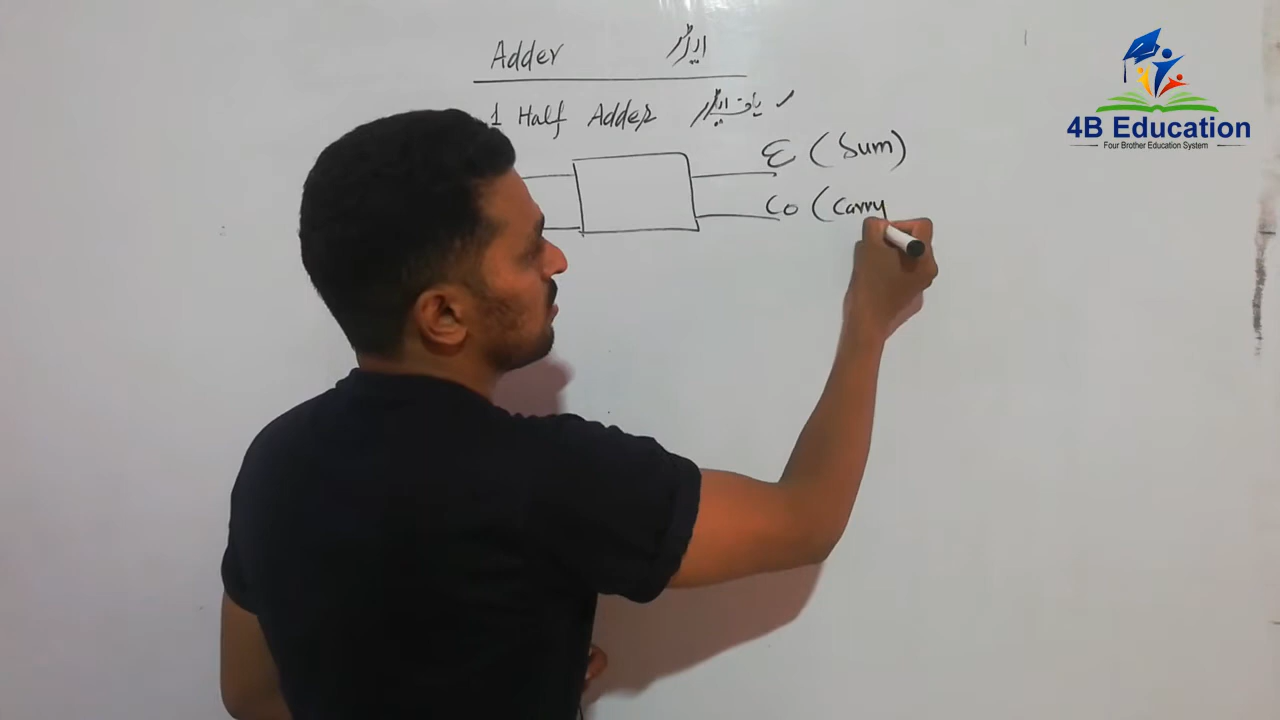 Adder ایڈر
1 Half Adder ہاف ایڈر
Σ (Sum)
Co (Carry
4B Education
Four Brother Education System